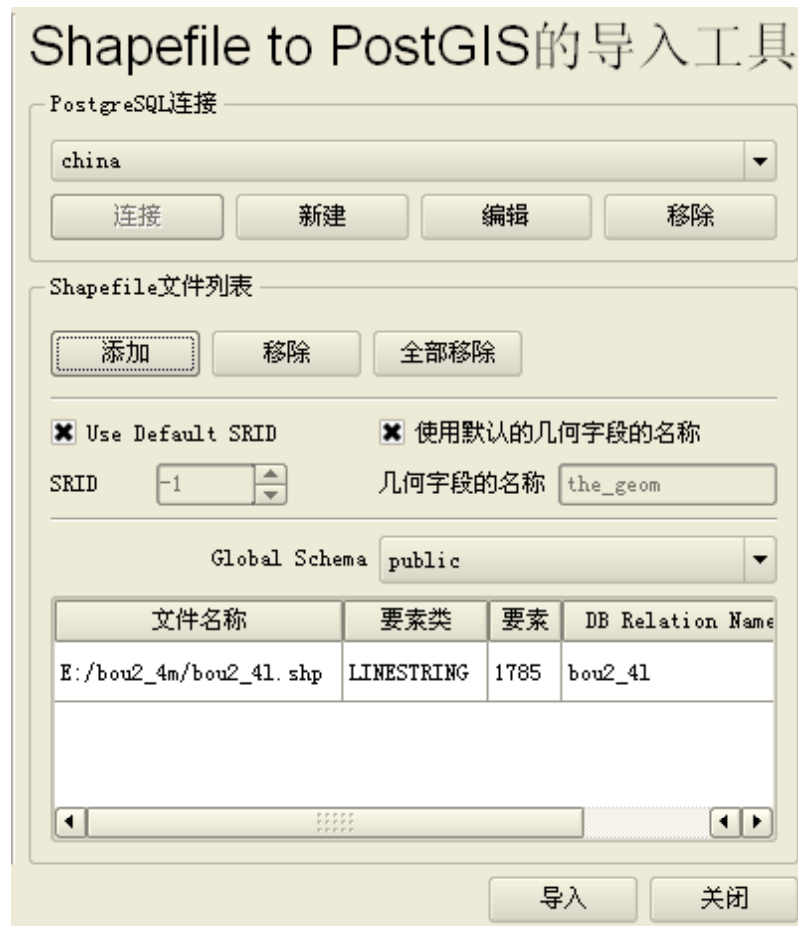 Shapefile to PostGIS的导入工具
PostgreSQL连接
china
连接 新建 编辑 移除
Shapefile文件列表
添加 移除 全部移除
Use Default SRID 使用默认的几何字段的名称
SRID -1 几何字段的名称 the_geom
Global Schema public
文件名称 要素类 要素 DB Relation Name
E:/bou2_4m/bou2_4l.shp LINESTRING 1785 bou2_4l
导入 关闭